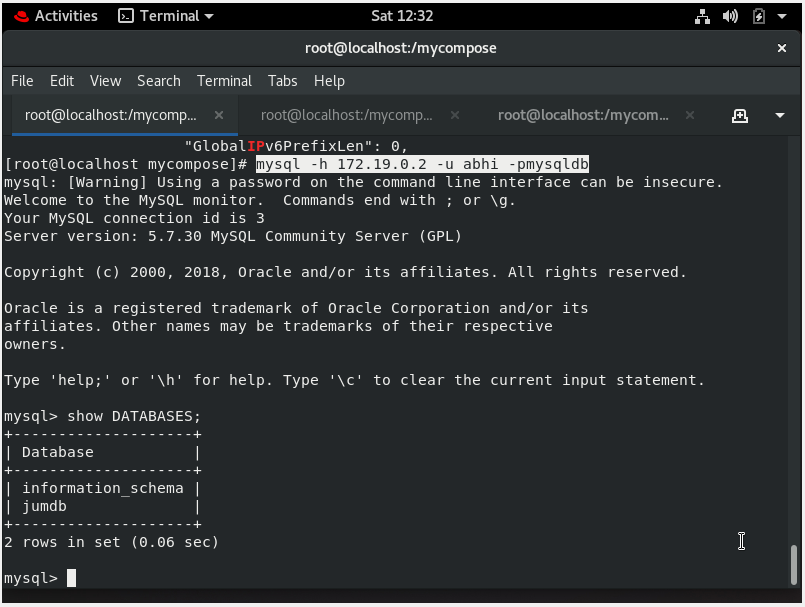 Activities Terminal Sat 12:32
root@localhost:/mycompose
File Edit View Search Terminal Tabs Help
root@localhost:/mycomp... root@localhost:/mycomp... root@localhost:/mycom...
"GlobalIPv6PrefixLen": 0,
[root@localhost mycompose]# mysql -h 172.19.0.2 -u abhi -pmysqldb
mysql: [Warning] Using a password on the command line interface can be insecure.
Welcome to the MySQL monitor.  Commands end with ; or \g.
Your MySQL connection id is 3
Server version: 5.7.30 MySQL Community Server (GPL)
Copyright (c) 2000, 2018, Oracle and/or its affiliates. All rights reserved.
Oracle is a registered trademark of Oracle Corporation and/or its
affiliates. Other names may be trademarks of their respective
owners.
Type 'help;' or '\h' for help. Type '\c' to clear the current input statement.
mysql> show DATABASES;
+--------------------+
| Database           |
+--------------------+
| information_schema |
| jumdb              |
+--------------------+
2 rows in set (0.06 sec)
mysql>